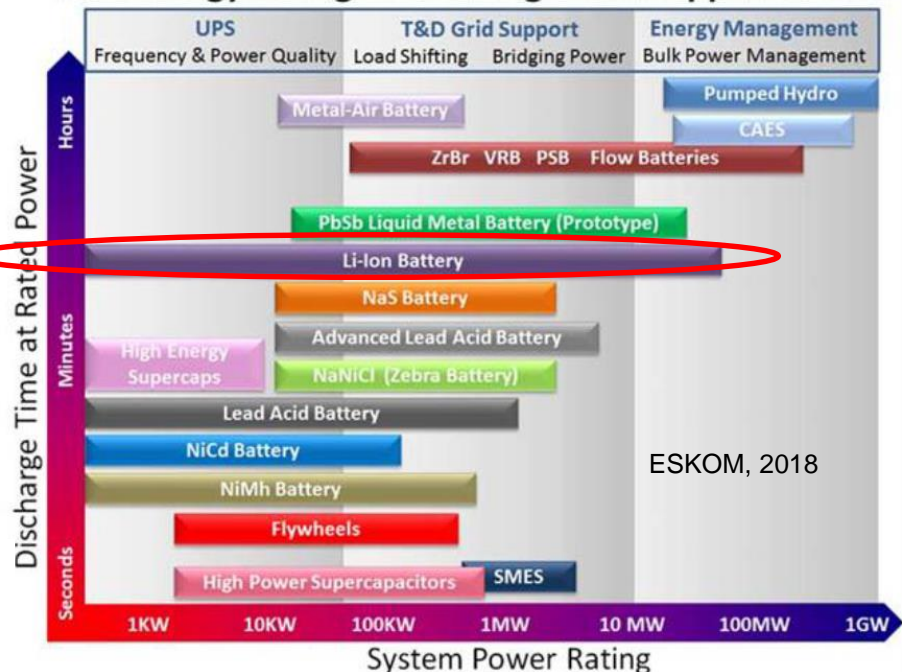 UPS T&D Grid Support Energy Management
Frequency & Power Quality Load Shifting Bridging Power Bulk Power Management
Discharge Time at Rated Power
Hours
Minutes
Seconds
Pumped Hydro
Metal-Air Battery
CAES
ZrBr VRB PSB Flow Batteries
PbSb Liquid Metal Battery (Prototype)
Li-Ion Battery
NaS Battery
Advanced Lead Acid Battery
High Energy
Supercaps
NaNiCl (Zebra Battery)
Lead Acid Battery
NiCd Battery
ESKOM, 2018
NiMh Battery
Flywheels
High Power Supercapacitors
SMES
1KW 10KW 100KW 1MW 10 MW 100MW 1GW
System Power Rating